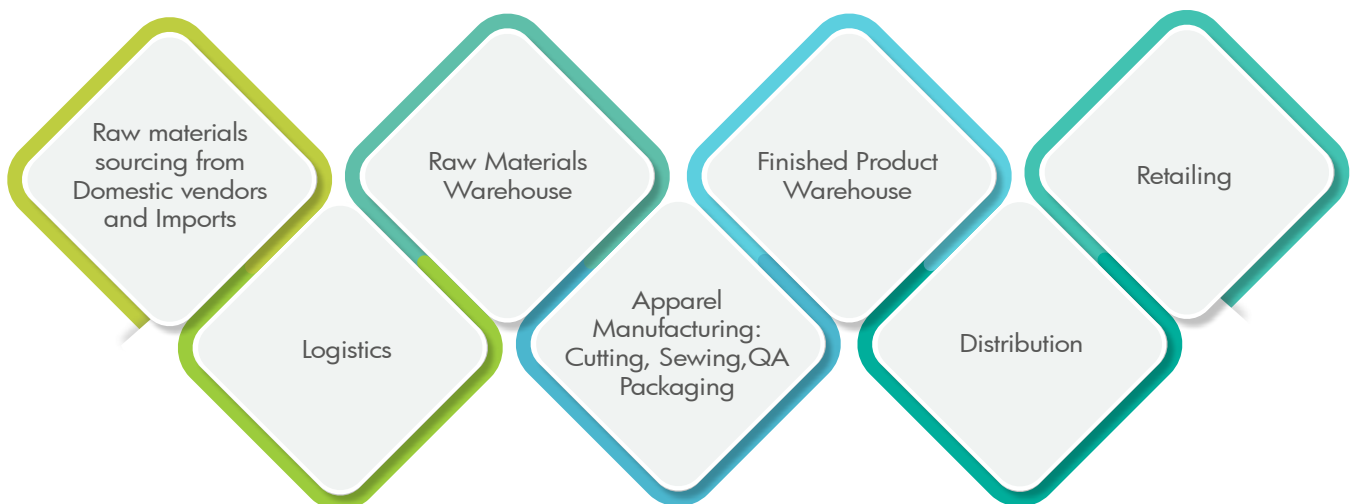 Raw materials
sourcing from
Domestic vendors
and Imports
Logistics
Raw Materials
Warehouse
Apparel
Manufacturing:
Cutting, Sewing,QA
Packaging
Finished Product
Warehouse
Distribution
Retailing